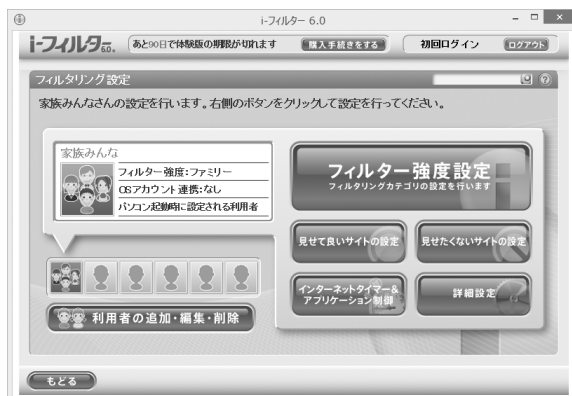 i-フィルター 6.0
i-フィルター6.0. あと90日で体験版の期限が切れます 購入手続きをする 初回ログイン ログアウト
フィルタリング設定
家族みんなさんの設定を行います。右側のボタンをクリックして設定を行ってください。
家族みんな
フィルター強度:ファミリー
OSアカウント連携:なし
パソコン起動時に設定される利用者
利用者の追加・編集・削除
フィルター強度設定
フィルタリングカテゴリの設定を行います
見せて良いサイトの設定 見せたくないサイトの設定
インターネットタイマー&
アプリケーション制御
詳細設定
もどる